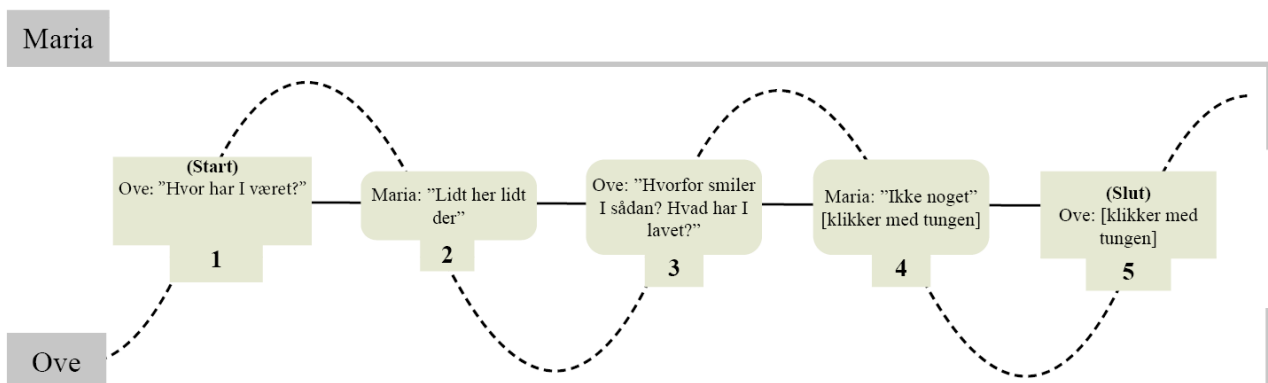 Maria
(Start)
Ove: ”Hvor har I været?”
1
Maria: ”Lidt her lidt
der”
2
Ove: ”Hvorfor smiler
I sådan? Hvad har I
lavet?”
3
Maria: ”Ikke noget”
[klikker med tungen]
4
(Slut)
Ove: [klikker med
tungen]
5
Ove